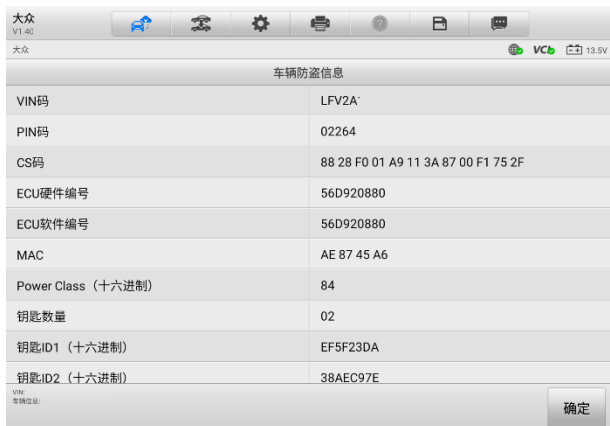 大众
V1.40
大众
VCI
13.5V
车辆防盗信息
VIN码 LFV2A
PIN码 02264
CS码 88 28 F0 01 A9 11 3A 87 00 F1 75 2F
ECU硬件编号 56D920880
ECU软件编号 56D920880
MAC AE 87 45 A6
Power Class（十六进制） 84
钥匙数量 02
钥匙ID1（十六进制） EF5F23DA
钥匙ID2（十六进制） 38AEC97E
VIN:
车辆信息:
确定